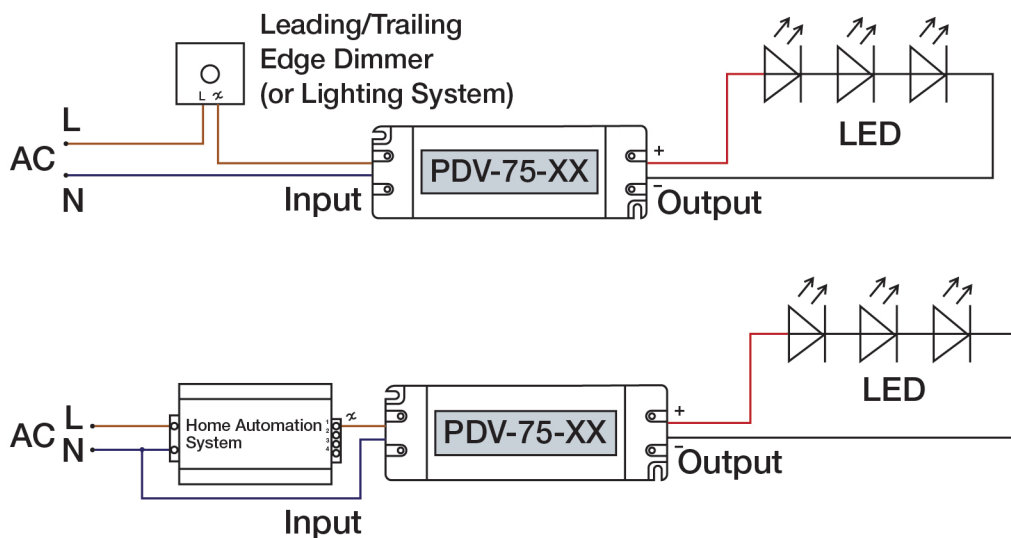 Leading/Trailing
Edge Dimmer
(or Lighting System)
L
L
AC
N
Input
PDV-75-XX
+
−
Output
LED
L
AC
N
Home Automation
System
1
2
3
4
Input
PDV-75-XX
+
−
Output
LED